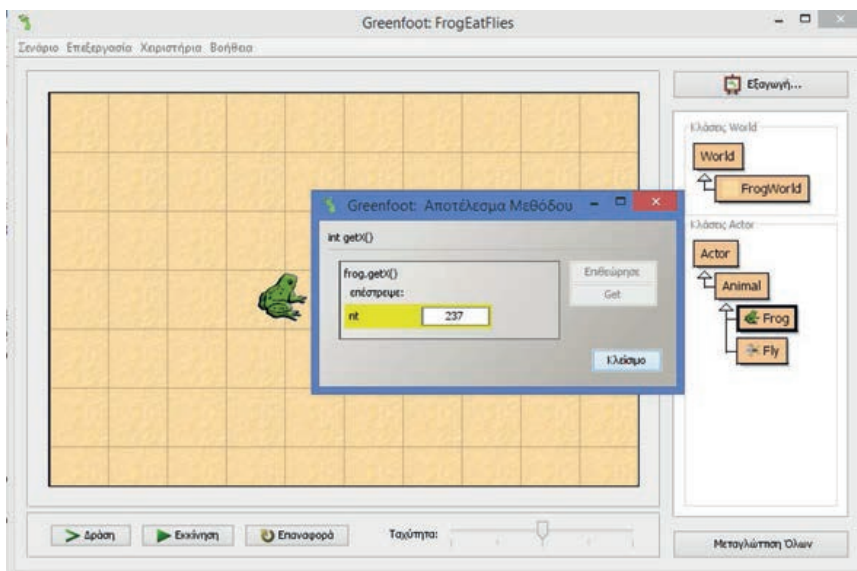 Greenfoot: FrogEatFlies
Σενάριο Επεξεργασία Χειριστήρια Βοήθεια
Εξαγωγή...
Κλάσεις World
World
FrogWorld
Κλάσεις Actor
Actor
Animal
Frog
Fly
Greenfoot: Αποτέλεσμα Μεθόδου
int getX()
frog.getX()
επέστρεψε:
nt 237
Επιθεώρησε
Get
Κλείσιμο
Δράση Εκκίνηση Επαναφορά Ταχύτητα:
Μεταγλώττιση Όλων